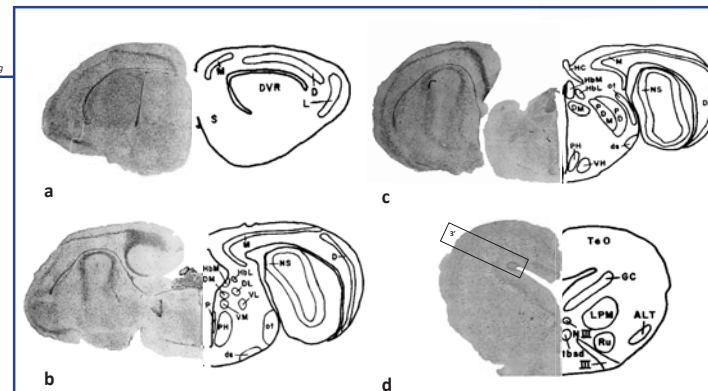 g
M
DVR
D
L
S
a
HC
M
HbM
HbL
ot
NS
D
DM
P
D
M
P
D
ds
PH
VH
c
M
NS
D
HbM
HbL
DM
DL
VL
VM
P
PH
ot
ds
b
3'
TeO
GC
LPM
ALT
N III
Ru
tbsd
III
d